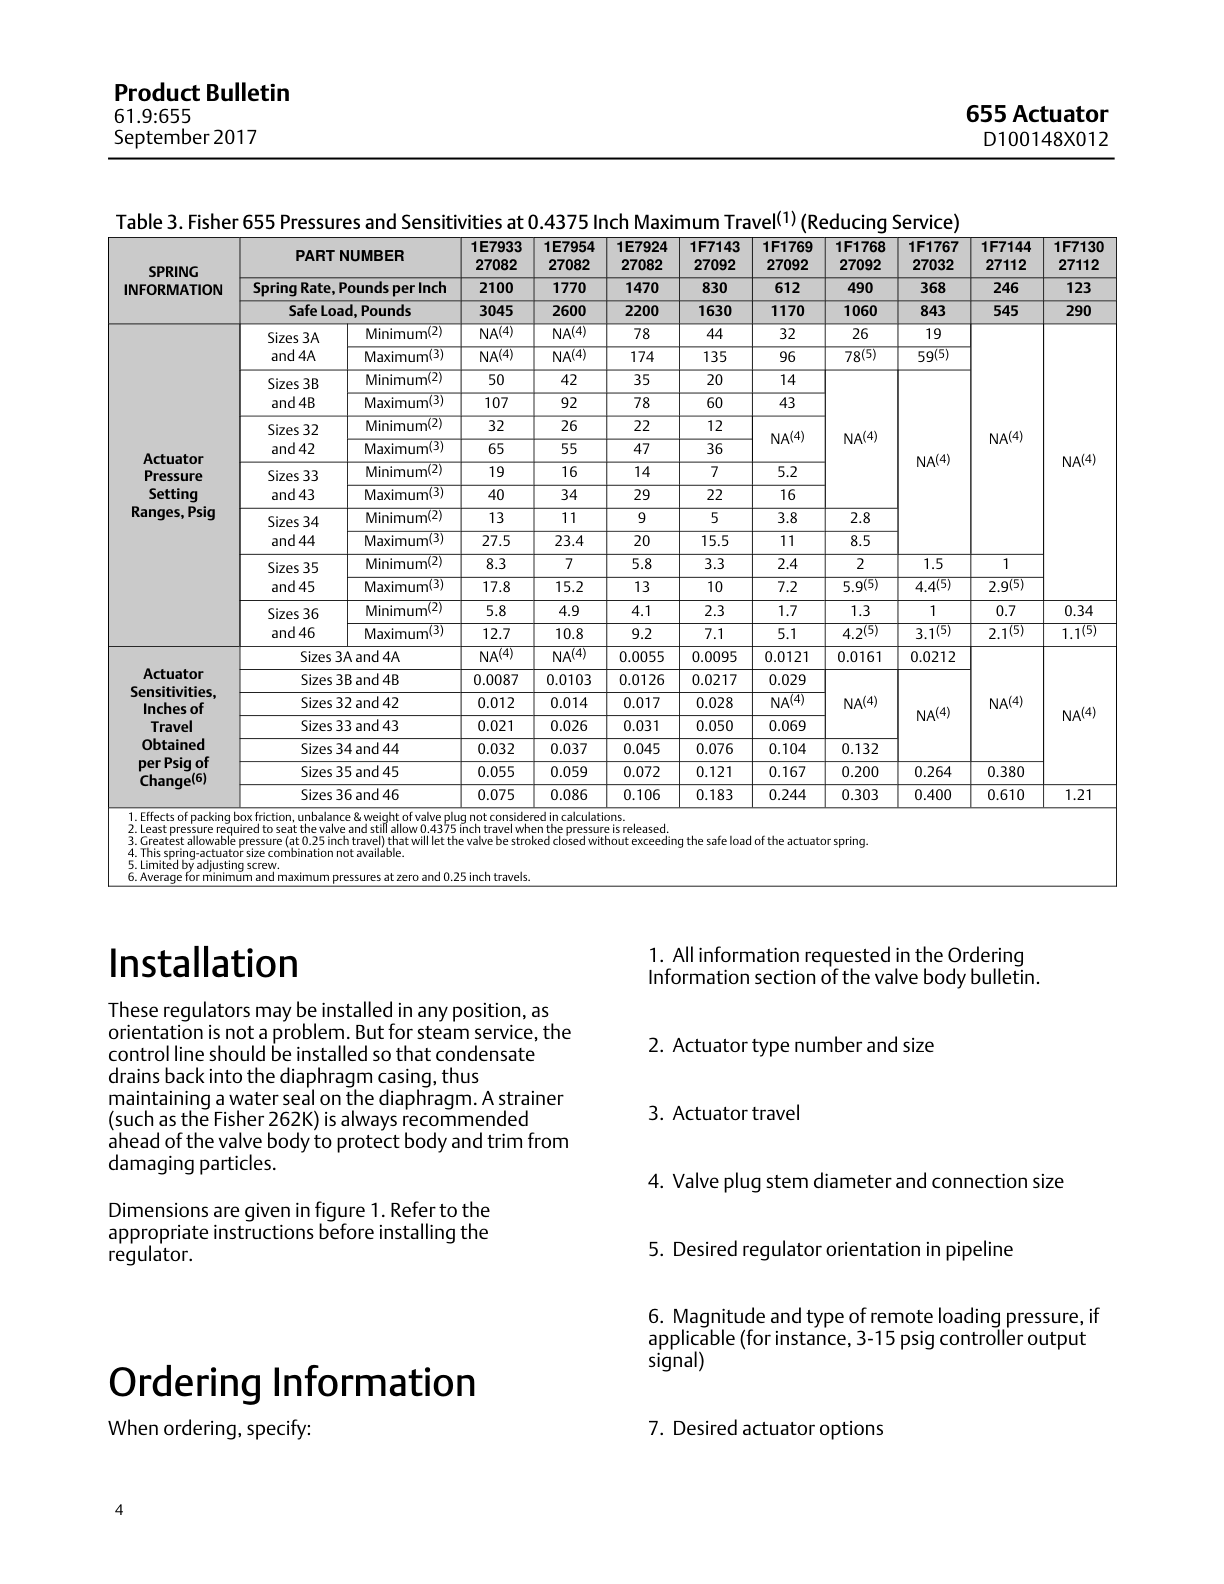 Product Bulletin
61.9:655
September 2017
655 Actuator
D100148X012
Table 3. Fisher 655 Pressures and Sensitivities at 0.4375 Inch Maximum Travel(1) (Reducing Service)
SPRING INFORMATION
PART NUMBER 1E7933 27082 1E7954 27082 1E7924 27082 1F7143 27092 1F1769 27092 1F1768 27092 1F1767 27032 1F7144 27112 1F7130 27112
Spring Rate, Pounds per Inch 2100 1770 1470 830 612 490 368 246 123
Safe Load, Pounds 3045 2600 2200 1630 1170 1060 843 545 290
Actuator
Pressure
Setting
Ranges, Psig
Sizes 3A and 4A Minimum(2) NA(4) NA(4) 78 44 32 26 19 NA(4) NA(4)
Maximum(3) NA(4) NA(4) 174 135 96 78(5) 59(5)
Sizes 3B and 4B Minimum(2) 50 42 35 20 14 NA(4) NA(4)
Maximum(3) 107 92 78 60 43
Sizes 32 and 42 Minimum(2) 32 26 22 12 NA(4)
Maximum(3) 65 55 47 36
Sizes 33 and 43 Minimum(2) 19 16 14 7 5.2
Maximum(3) 40 34 29 22 16
Sizes 34 and 44 Minimum(2) 13 11 9 5 3.8 2.8
Maximum(3) 27.5 23.4 20 15.5 11 8.5
Sizes 35 and 45 Minimum(2) 8.3 7 5.8 3.3 2.4 2 1.5 1
Maximum(3) 17.8 15.2 13 10 7.2 5.9(5) 4.4(5) 2.9(5)
Sizes 36 and 46 Minimum(2) 5.8 4.9 4.1 2.3 1.7 1.3 1 0.7 0.34
Maximum(3) 12.7 10.8 9.2 7.1 5.1 4.2(5) 3.1(5) 2.1(5) 1.1(5)
Actuator
Sensitivities,
Inches of
Travel
Obtained
per Psig of
Change(6)
Sizes 3A and 4A NA(4) NA(4) 0.0055 0.0095 0.0121 0.0161 0.0212 NA(4) NA(4)
Sizes 3B and 4B 0.0087 0.0103 0.0126 0.0217 0.029 NA(4) NA(4)
Sizes 32 and 42 0.012 0.014 0.017 0.028 NA(4)
Sizes 33 and 43 0.021 0.026 0.031 0.050 0.069
Sizes 34 and 44 0.032 0.037 0.045 0.076 0.104 0.132
Sizes 35 and 45 0.055 0.059 0.072 0.121 0.167 0.200 0.264 0.380
Sizes 36 and 46 0.075 0.086 0.106 0.183 0.244 0.303 0.400 0.610 1.21
1. Effects of packing box friction, unbalance & weight of valve plug not considered in calculations.
2. Least pressure required to seat the valve and still allow 0.4375 inch travel when the pressure is released.
3. Greatest allowable pressure (at 0.25 inch travel) that will let the valve be stroked closed without exceeding the safe load of the actuator spring.
4. This spring-actuator size combination not available.
5. Limited by adjusting screw.
6. Average for minimum and maximum pressures at zero and 0.25 inch travels.
Installation
These regulators may be installed in any position, as
orientation is not a problem. But for steam service, the
control line should be installed so that condensate
drains back into the diaphragm casing, thus
maintaining a water seal on the diaphragm. A strainer
(such as the Fisher 262K) is always recommended
ahead of the valve body to protect body and trim from
damaging particles.
Dimensions are given in figure 1. Refer to the
appropriate instructions before installing the
regulator.
Ordering Information
When ordering, specify:
1. All information requested in the Ordering
Information section of the valve body bulletin.
2. Actuator type number and size
3. Actuator travel
4. Valve plug stem diameter and connection size
5. Desired regulator orientation in pipeline
6. Magnitude and type of remote loading pressure, if
applicable (for instance, 3-15 psig controller output
signal)
7. Desired actuator options
4